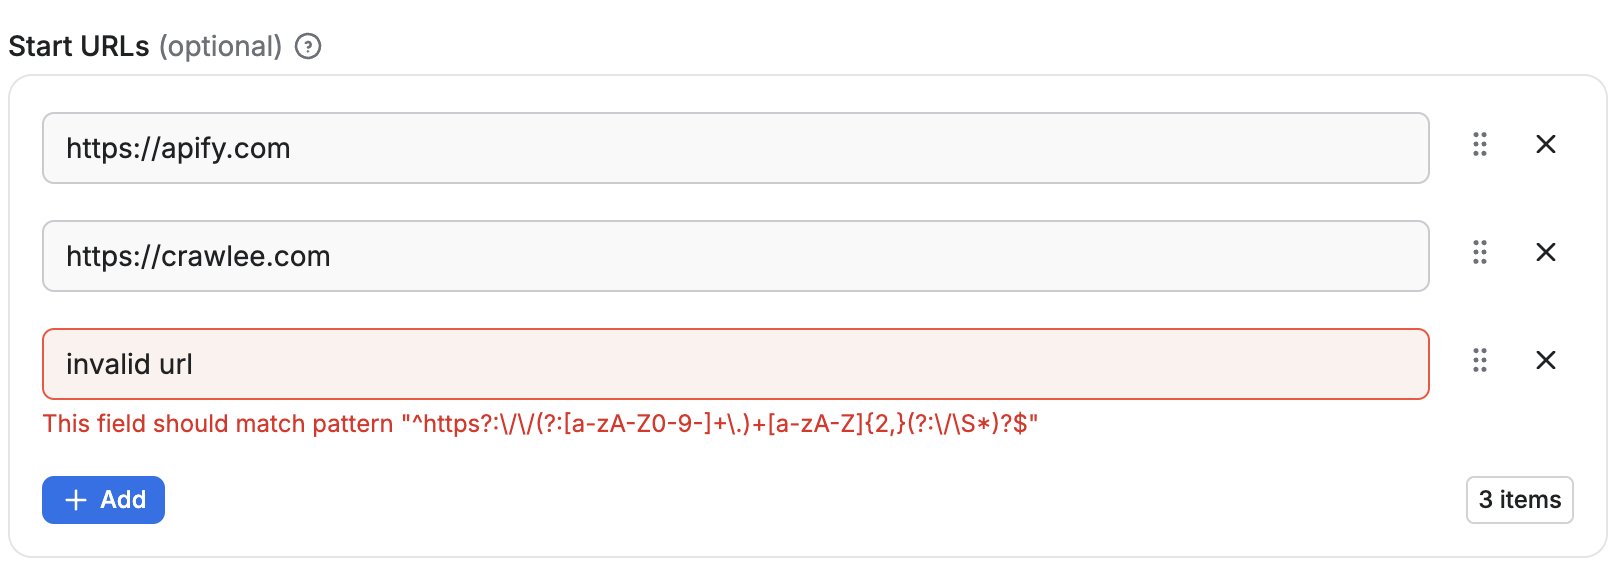 Start URLs (optional) ?
https://apify.com
https://crawlee.com
invalid url
This field should match pattern "^https?:\/\/(?:[a-zA-Z0-9-]+\.)+[a-zA-Z]{2,}(?:\/\S*)?$"
+ Add
3 items